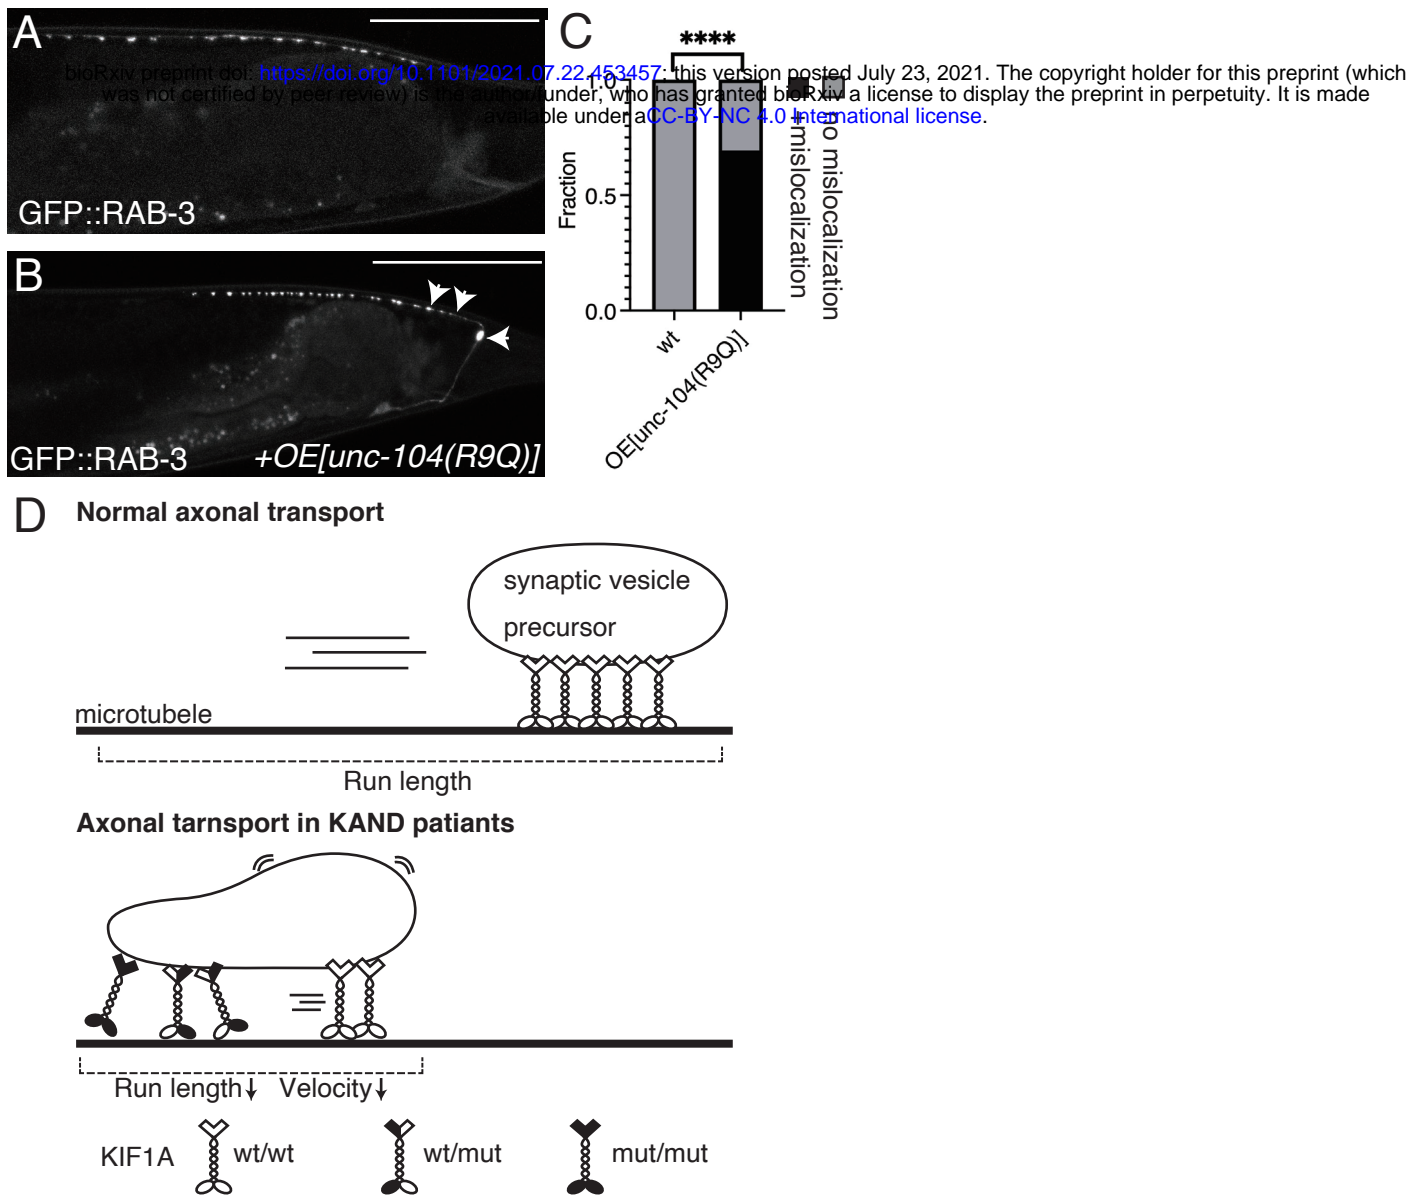 A
C
****
bioRxiv preprint doi: https://doi.org/10.1101/2021.07.22.453457; this version posted July 23, 2021. The copyright holder for this preprint (which
was not certified by peer review) is the author/funder, who has granted bioRxiv a license to display the preprint in perpetuity. It is made
available under aCC-BY-NC 4.0 International license.
GFP::RAB-3
B
GFP::RAB-3 +OE[unc-104(R9Q)]
Fraction
1.0
0.5
0.0
wt
OE[unc-104(R9Q)]
no mislocalization
+mislocalization
D Normal axonal transport
synaptic vesicle
precursor
microtubele
Run length
Axonal tarnsport in KAND patiants
Run length↓ Velocity↓
KIF1A wt/wt wt/mut mut/mut